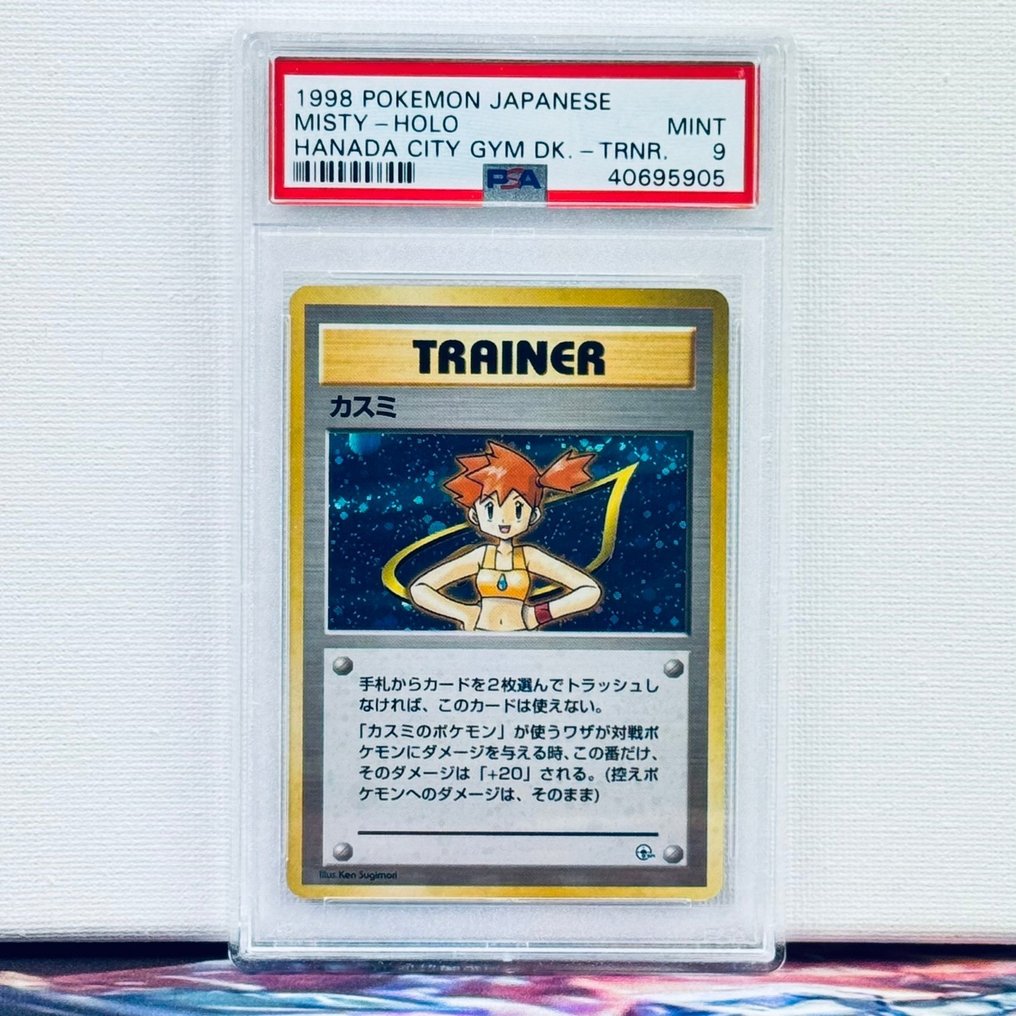 1998 POKEMON JAPANESE
MISTY – HOLO MINT
HANADA CITY GYM DK. – TRNR. 9
PSA 40695905
TRAINER
カスミ
手札からカードを2枚選んでトラッシュし
なければ、このカードは使えない。
「カスミのポケモン」が使うワザが対戦ポ
ケモンにダメージを与える時、この番だけ、
そのダメージは「+20」される。(控えポ
ケモンへのダメージは、そのまま)
Illus. Ken Sugimori